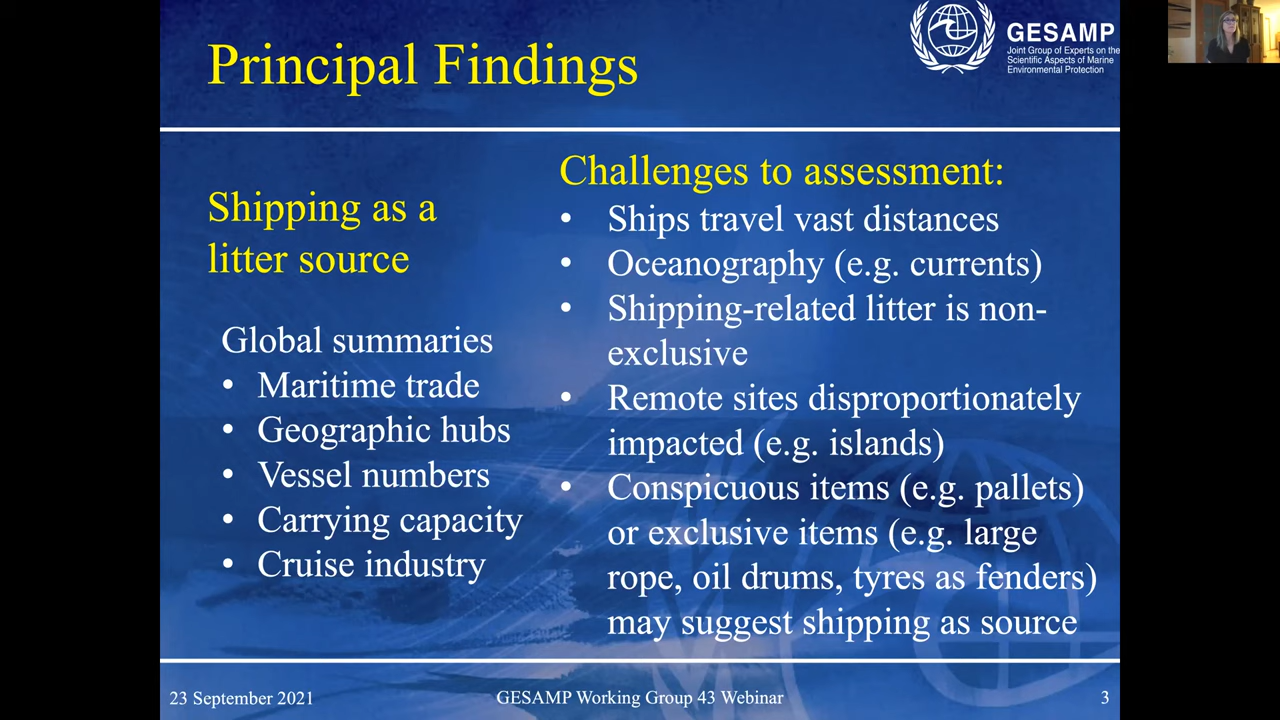 Principal Findings
GESAMP
Joint Group of Experts on the
Scientific Aspects of Marine
Environmental Protection
Shipping as a
litter source
Global summaries
• Maritime trade
• Geographic hubs
• Vessel numbers
• Carrying capacity
• Cruise industry
Challenges to assessment:
• Ships travel vast distances
• Oceanography (e.g. currents)
• Shipping-related litter is non-
exclusive
• Remote sites disproportionately
impacted (e.g. islands)
• Conspicuous items (e.g. pallets)
or exclusive items (e.g. large
rope, oil drums, tyres as fenders)
may suggest shipping as source
23 September 2021
GESAMP Working Group 43 Webinar
3